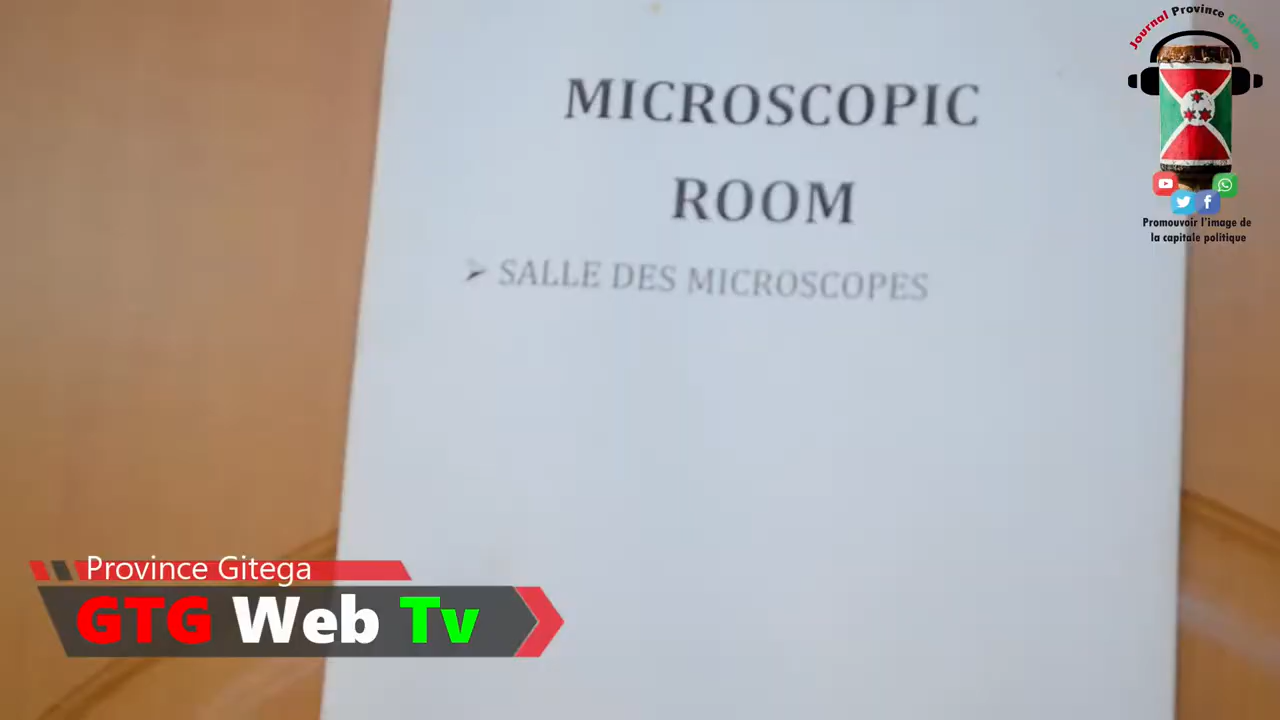 MICROSCOPIC
ROOM
➢ SALLE DES MICROSCOPES
Journal Province Gitega
Promouvoir l'image de
la capitale politique
Province Gitega
GTG Web Tv